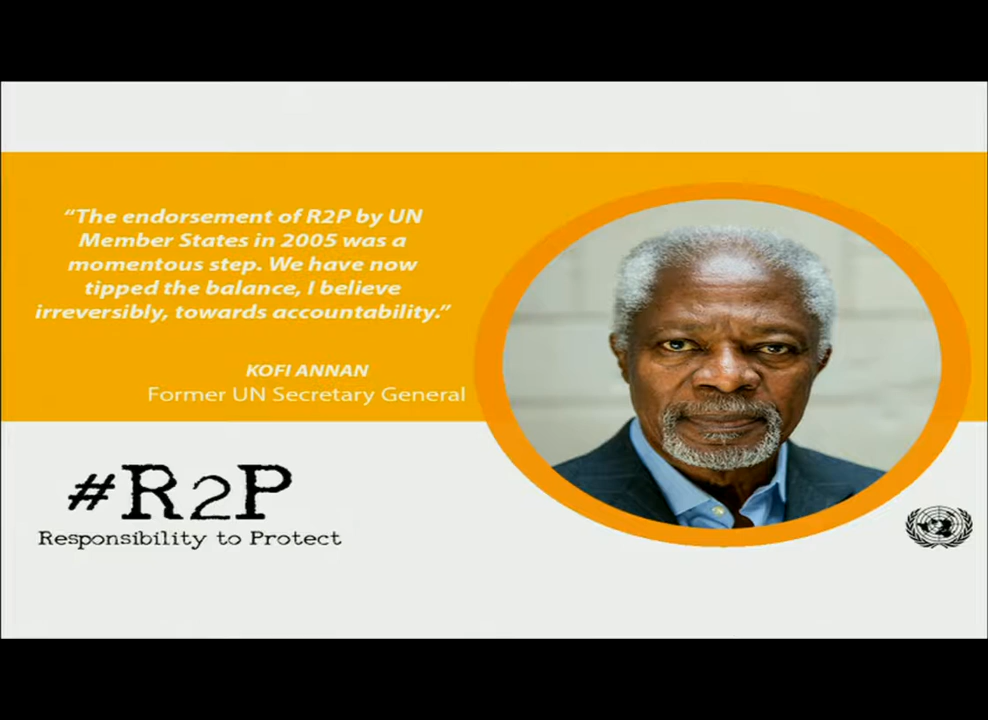 “The endorsement of R2P by UN
Member States in 2005 was a
momentous step. We have now
tipped the balance, I believe
irreversibly, towards accountability.”
KOFI ANNAN
Former UN Secretary General
#R2P
Responsibility to Protect